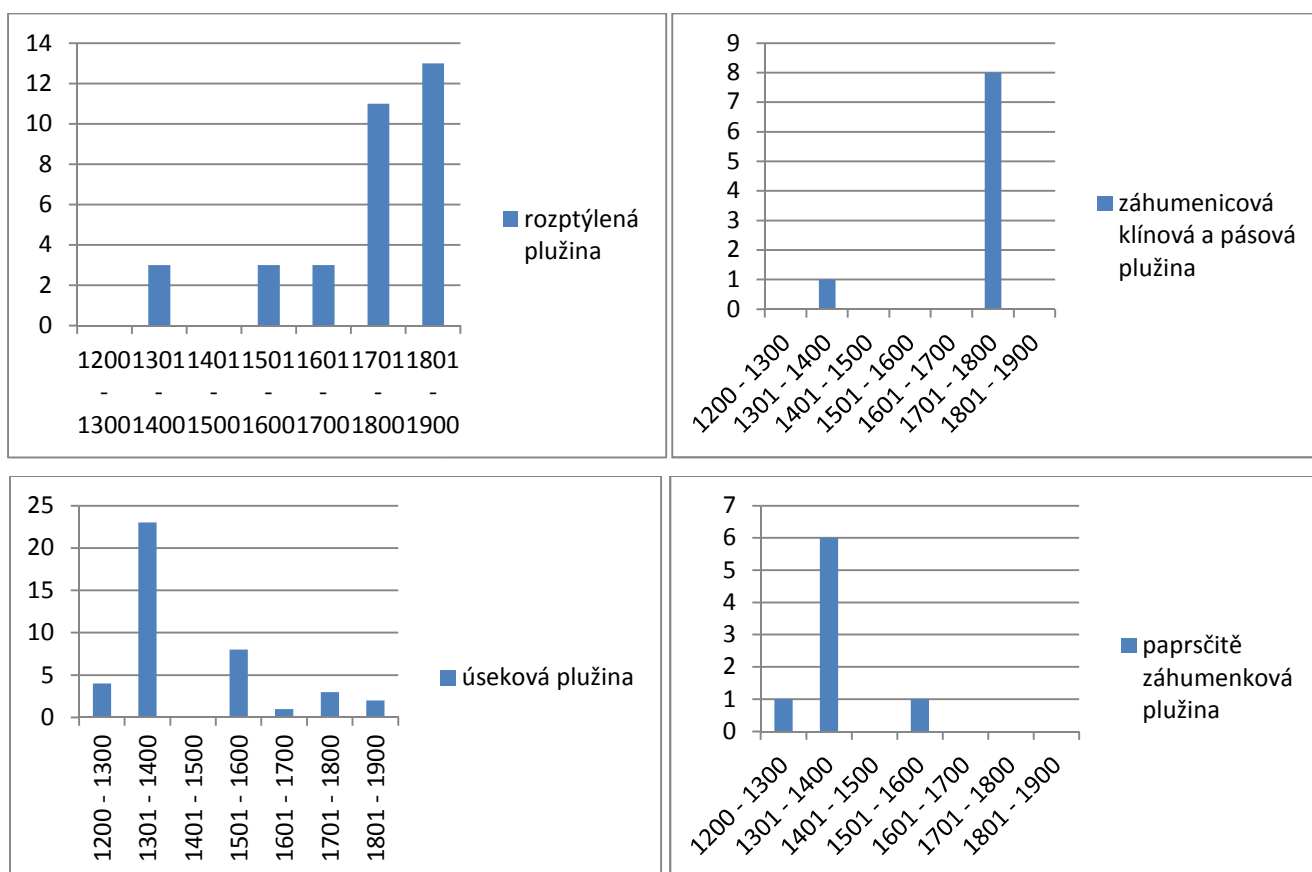 14
12
10
8
6
4
2
0
1200 1301 1401 1501 1601 1701 1801
- - - - - - -
1300 1400 1500 1600 1700 1800 1900
rozptýlená
plužina
9
8
7
6
5
4
3
2
1
0
1200 - 1300
1301 - 1400
1401 - 1500
1501 - 1600
1601 - 1700
1701 - 1800
1801 - 1900
záhumenicová
klínová a pásová
plužina
25
20
15
10
5
0
1200 - 1300
1301 - 1400
1401 - 1500
1501 - 1600
1601 - 1700
1701 - 1800
1801 - 1900
úseková plužina
7
6
5
4
3
2
1
0
1200 - 1300
1301 - 1400
1401 - 1500
1501 - 1600
1601 - 1700
1701 - 1800
1801 - 1900
paprsčitě
záhumenková
plužina